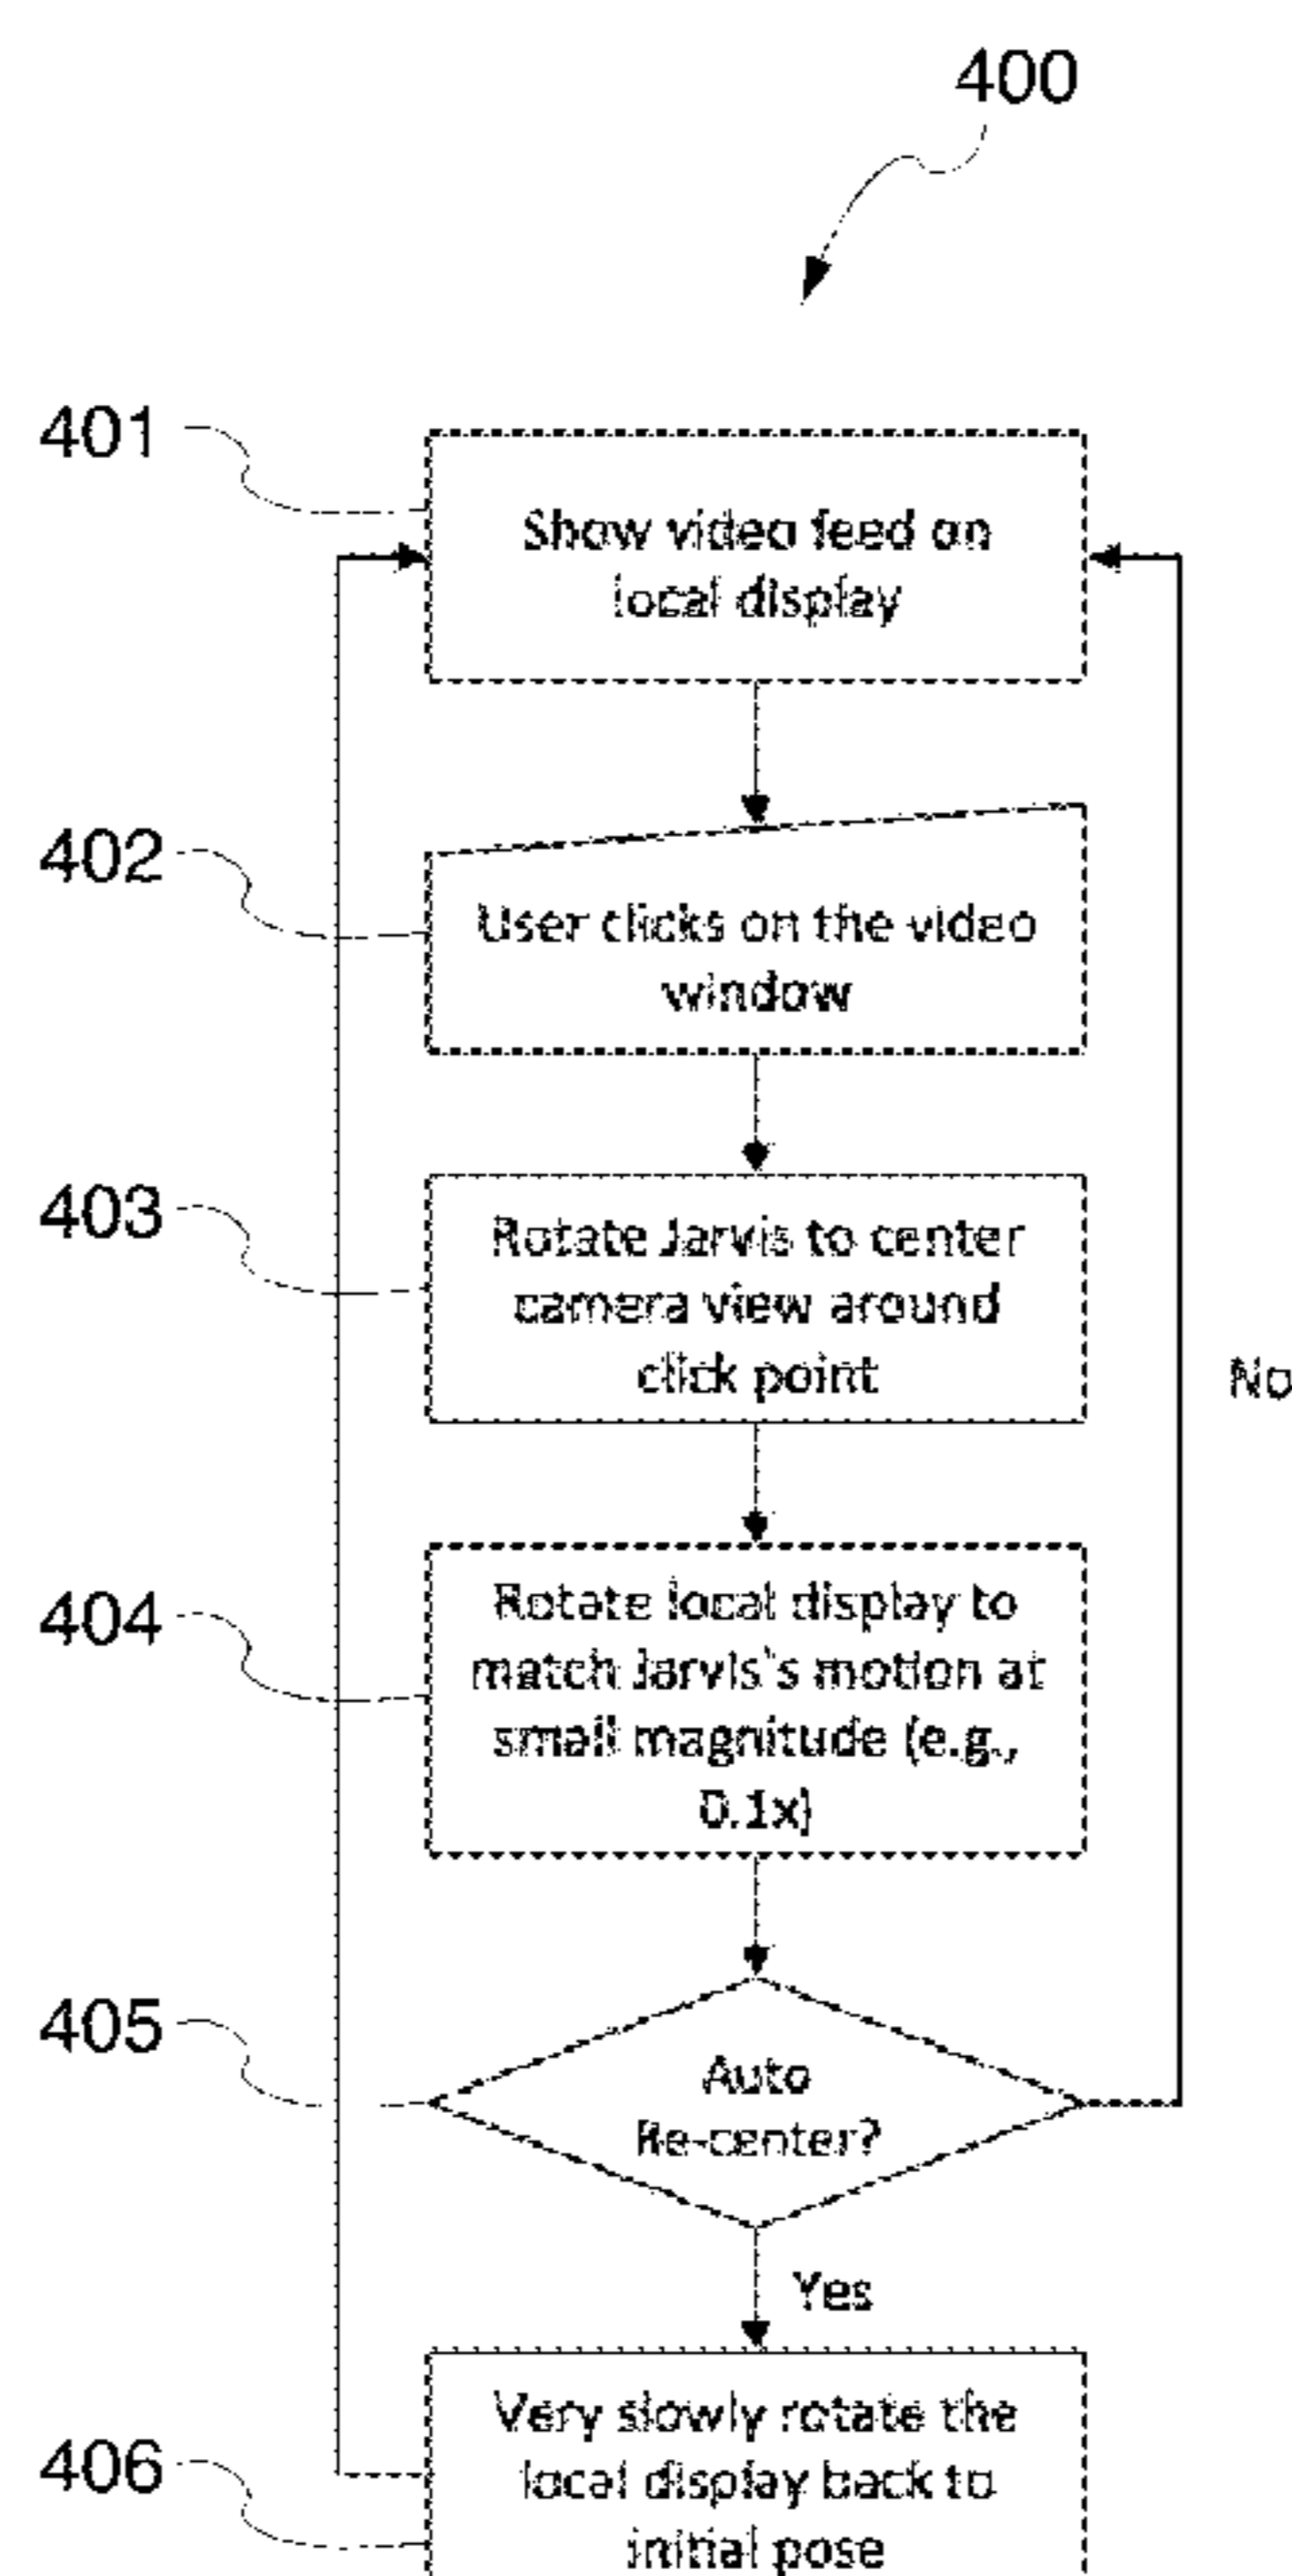 400
401
Show video feed on
local display
402
User clicks on the video
window
403
Rotate Jarvis to center
camera view around
click point
No
404
Rotate local display to
match Jarvis's motion at
small magnitude (e.g.,
0.1x)
405
Auto
Re-center?
Yes
406
Very slowly rotate the
local display back to
initial pose